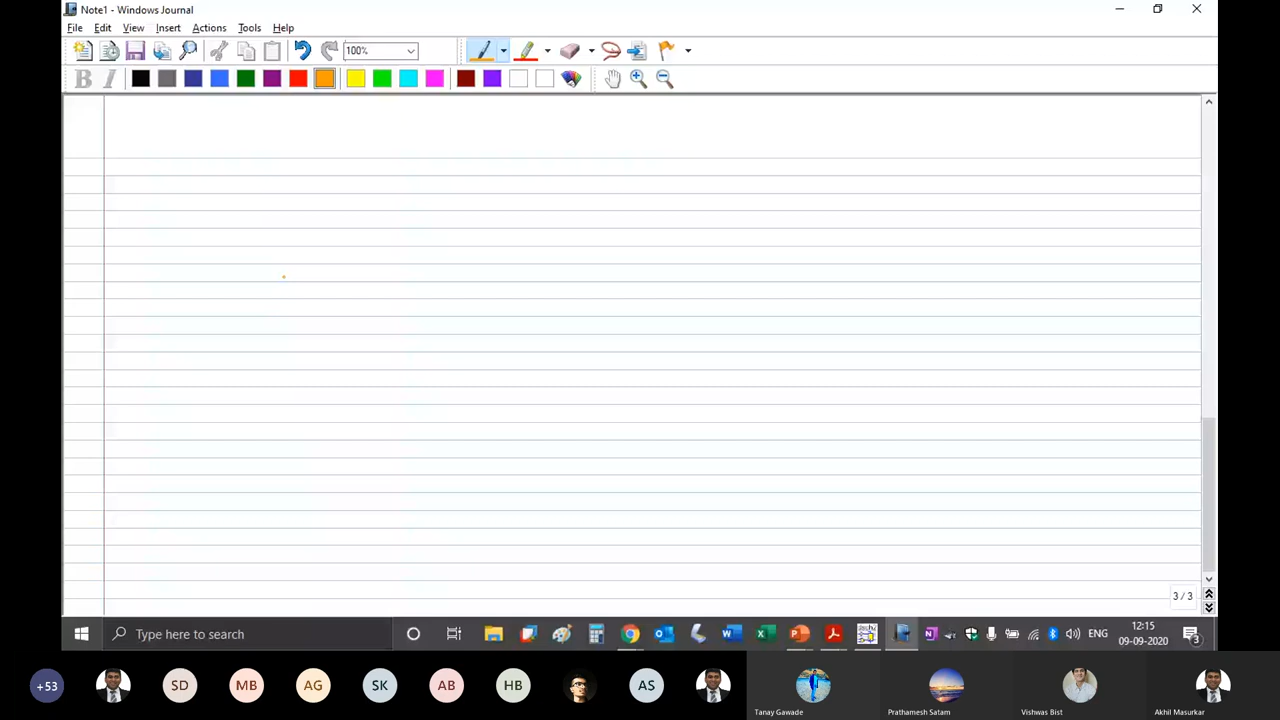 Note1 - Windows Journal
File Edit View Insert Actions Tools Help
100%
B I
3 / 3
Type here to search
ENG
12:15
09-09-2020
3
+53
SD
MB
AG
SK
AB
HB
AS
Tanay Gawade
Prathamesh Satam
Vishwas Bist
Akhil Masurkar